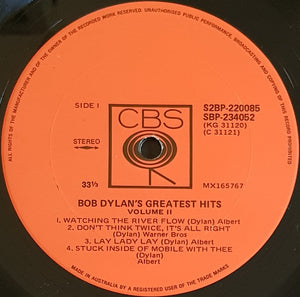 ALL RIGHTS OF THE MANUFACTURER AND OF THE OWNER OF THE RECORDED WORK RESERVED UNAUTHORISED PUBLIC PERFORMANCE, BROADCASTING AND COPYING OF THIS RECORD PROHIBITED
CBS
SIDE I
S2BP-220085
SBP-234052
(KG 31120)
(C 31121)
STEREO
33⅓
MX165767
BOB DYLAN'S GREATEST HITS
VOLUME II
1. WATCHING THE RIVER FLOW (Dylan) Albert
2. DON'T THINK TWICE, IT'S ALL RIGHT
(Dylan) Warner Bros
3. LAY LADY LAY (Dylan) Albert
4. STUCK INSIDE OF MOBILE WITH THEE
(Dylan)
Albert
MADE IN AUSTRALIA BY A REGISTERED USER OF THE TRADE MARKS